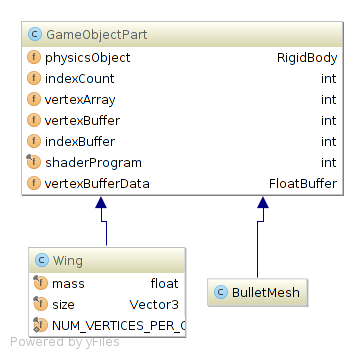 C GameObjectPart
f physicsObject RigidBody
f indexCount int
f vertexArray int
f vertexBuffer int
f indexBuffer int
f shaderProgram int
f vertexBufferData FloatBuffer
C Wing
f mass float
f size Vector3
f NUM_VERTICES_PER_
C BulletMesh
Powered by yFiles